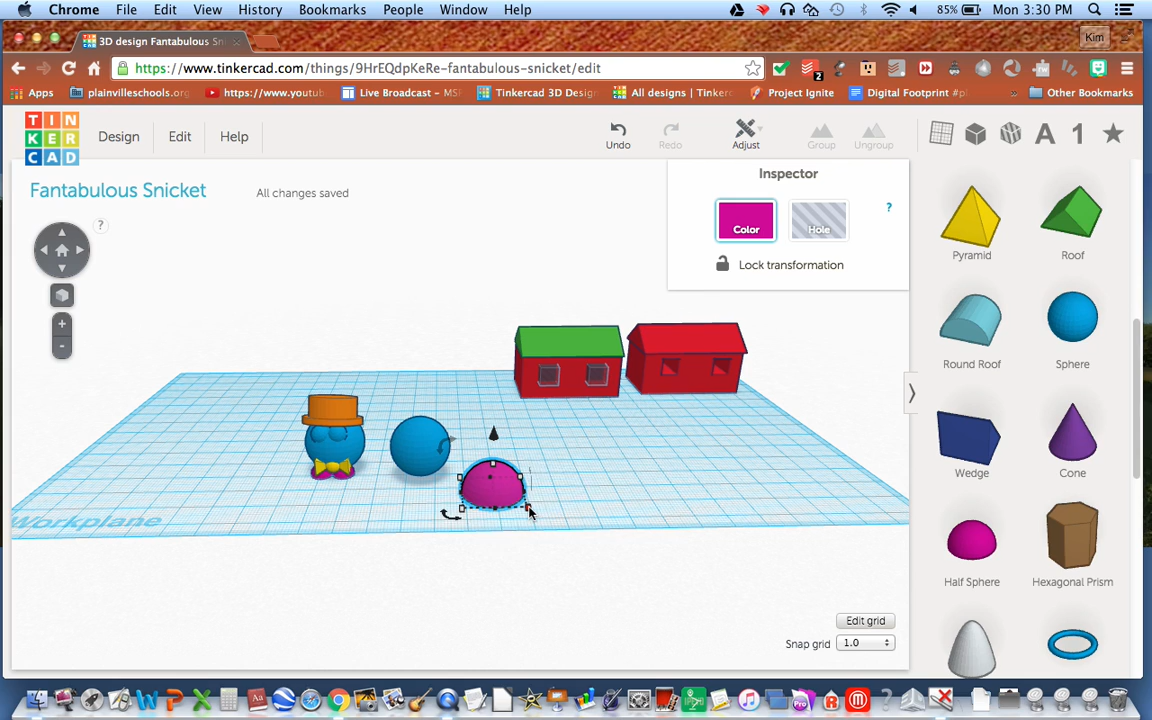 Chrome File Edit View History Bookmarks People Window Help 85% Mon 3:30 PM
3D design Fantabulous Sn Kim
https://www.tinkercad.com/things/9HrEQdpKeRe-fantabulous-snicket/edit 2
Apps plainvilleschools.org https://www.youtub Live Broadcast - MS Tinkercad 3D Design All designs | Tinkerc Project Ignite Digital Footprint #p » Other Bookmarks
TIN
KER
CAD
Design Edit Help
Undo Redo Adjust Group Ungroup
A 1
Fantabulous Snicket All changes saved
Inspector
Color Hole ?
Lock transformation
?
+
-
Workplane
Pyramid Roof
Round Roof Sphere
Wedge Cone
Half Sphere Hexagonal Prism
Edit grid
Snap grid 1.0